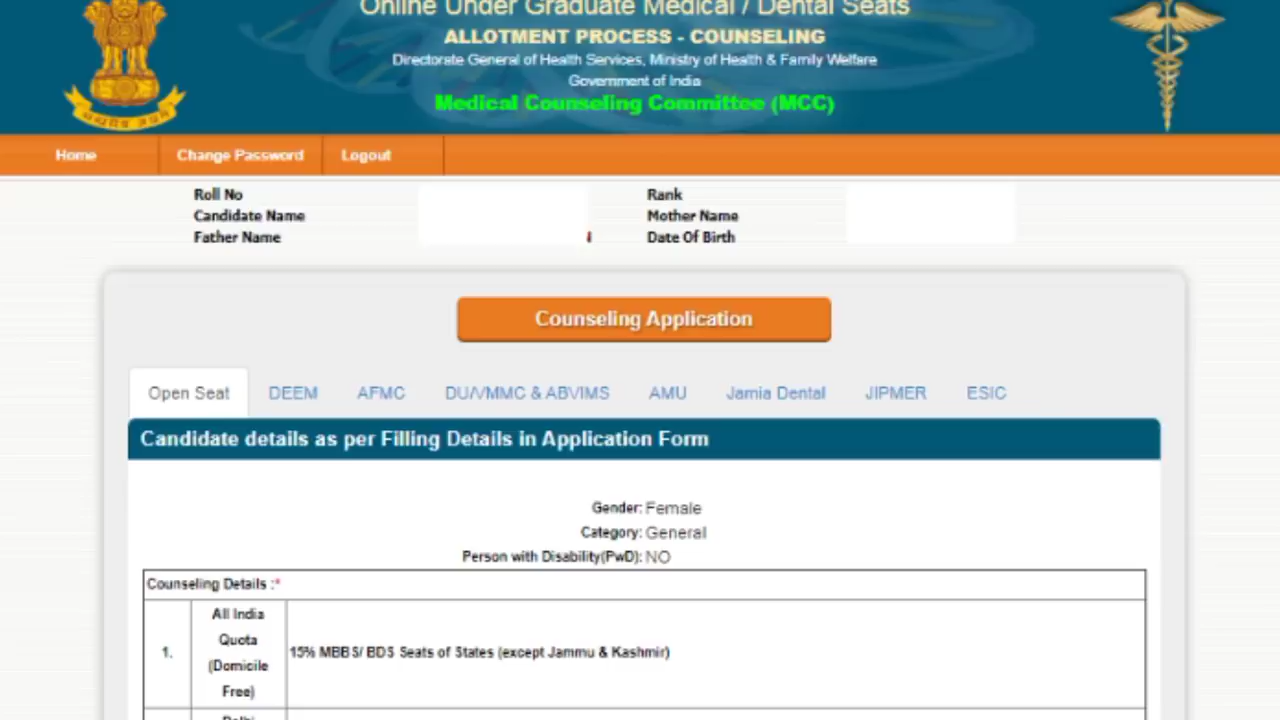 Online Under Graduate Medical / Dental Seats
ALLOTMENT PROCESS - COUNSELING
Directorate General of Health Services, Ministry of Health & Family Welfare
Government of India
Medical Counseling Committee (MCC)
Home Change Password Logout
Roll No Rank
Candidate Name Mother Name
Father Name Date Of Birth
Counseling Application
Open Seat DEEM AFMC DU/VMMC & ABVIMS AMU Jamia Dental JIPMER ESIC
Candidate details as per Filling Details in Application Form
Gender: Female
Category: General
Person with Disability(PwD): NO
Counseling Details :*
1. All India Quota (Domicile Free) 15% MBBS/ BDS Seats of States (except Jammu & Kashmir)